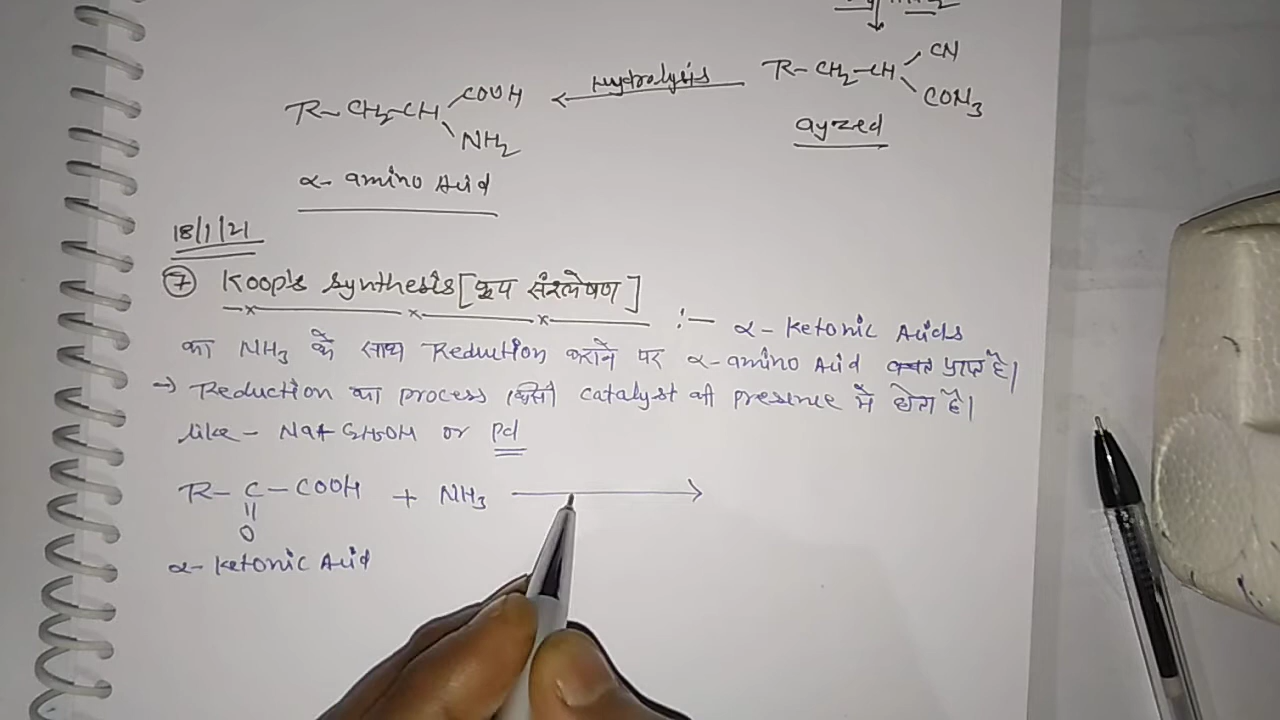 CN
R-CH2-CH
CON3
ayzed
Hydrolysis
COOH
R-CH2-CH
NH2
α- amino Acid
18/1/21
7 Koop's synthesis [कूप संश्लेषण] :- α- Ketonic Acids
का NH3 के साथ Reduction कराने पर α-amino Acid प्राप्त है।
→ Reduction का process किसी catalyst की presence में होता है।
like - Na+ C2H5OH or Pd
R- C - COOH + NH3 →
||
O
α- Ketonic Acid